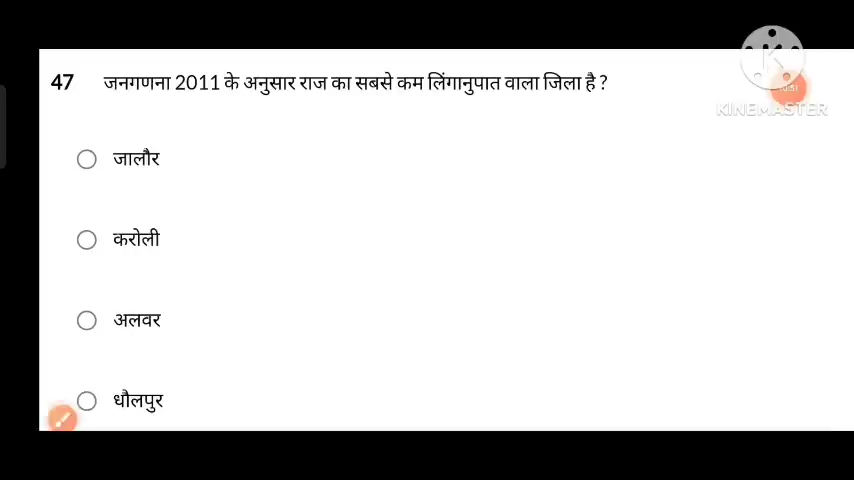 47 जनगणना 2011 के अनुसार राज का सबसे कम लिंगानुपात वाला जिला है ?
जालौर
करोली
अलवर
धौलपुर
KINEMASTER